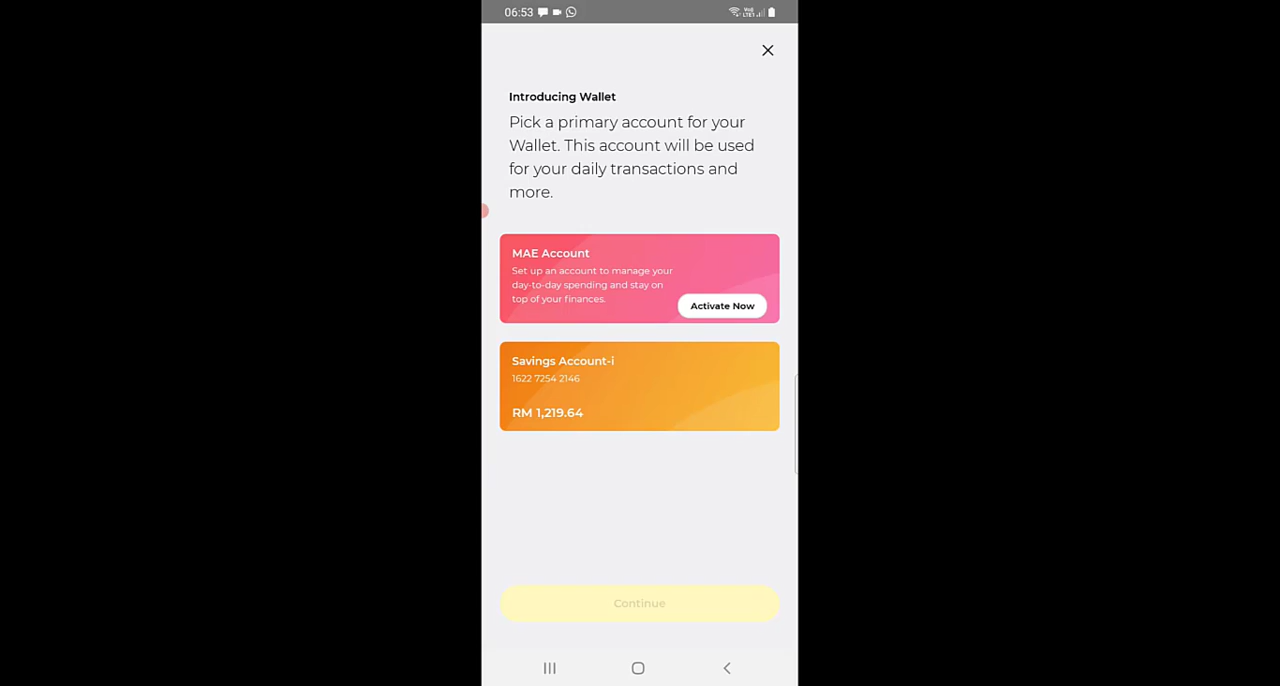 06:53
Introducing Wallet
Pick a primary account for your
Wallet. This account will be used
for your daily transactions and
more.
MAE Account
Set up an account to manage your
day-to-day spending and stay on
top of your finances.
Activate Now
Savings Account-i
1622 7254 2146
RM 1,219.64
Continue